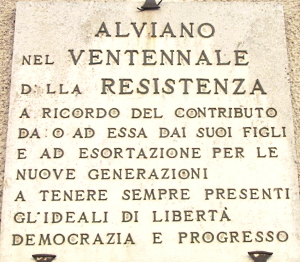 ALVIANO
NEL VENTENNALE
D LLA RESISTENZA
A RICORDO DEL CONTRIBUTO
DA O AD ESSA DAI SUOI FIGLI
E AD ESORTAZIONE PER LE
NUOVE GENERAZIONI
A TENERE SEMPRE PRESENTI
GL'IDEALI DI LIBERTÀ
DEMOCRAZIA E PROGRESSO